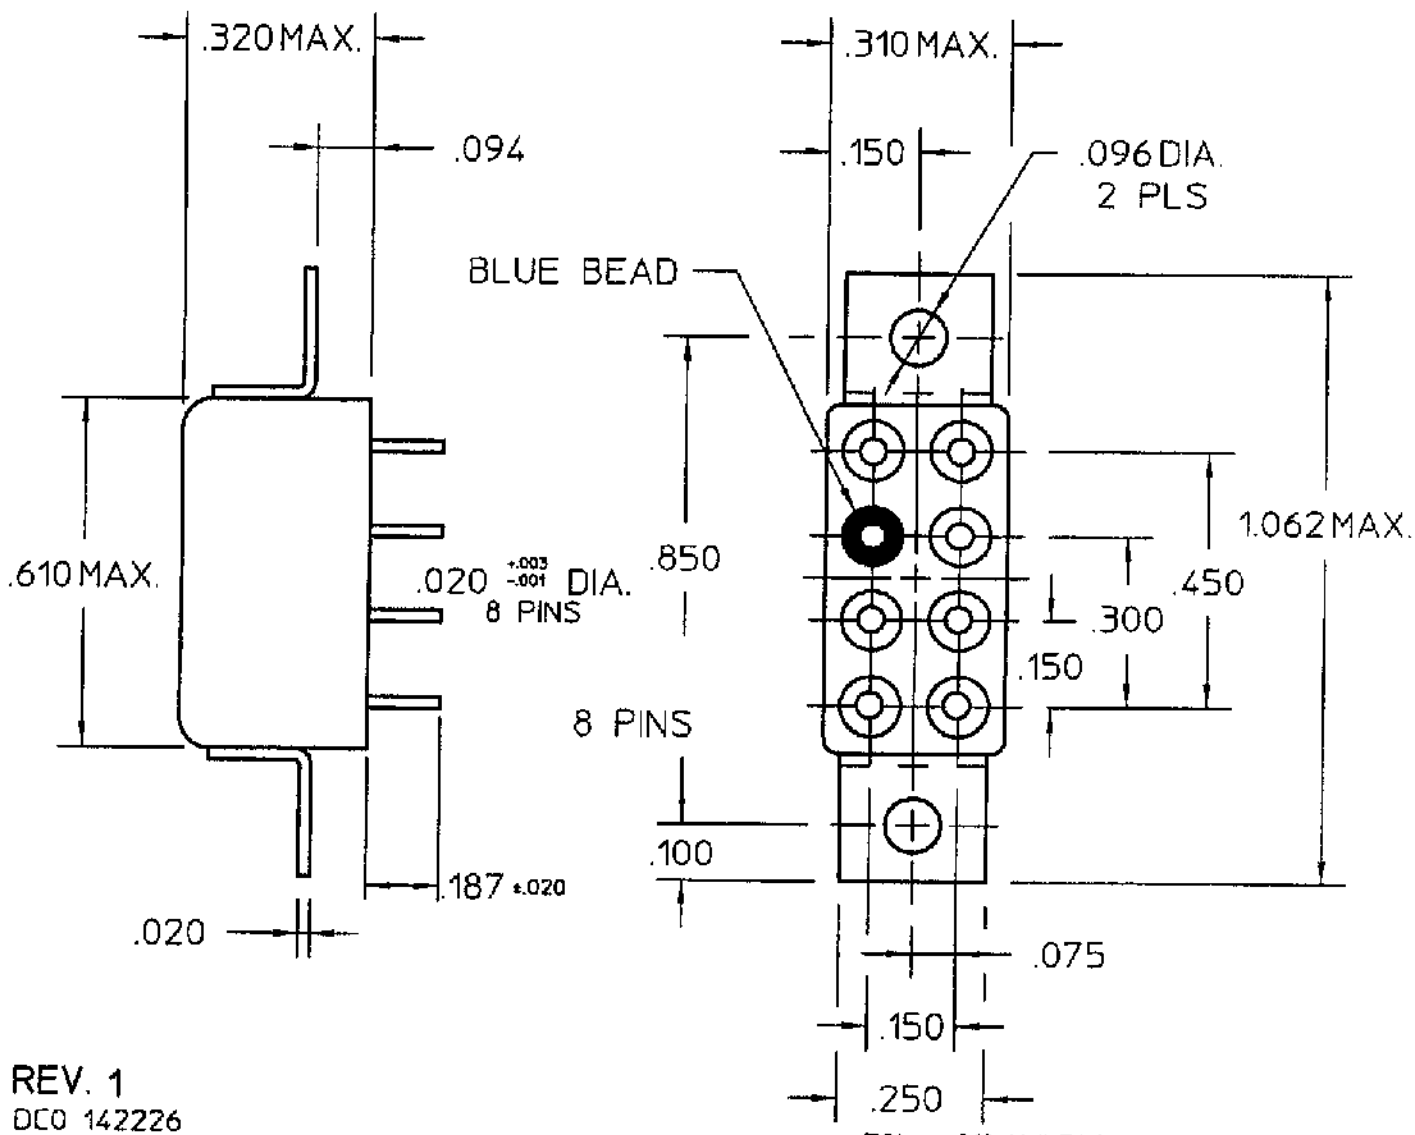 .320 MAX.
.310 MAX.
.094
.150
.096 DIA.
2 PLS
BLUE BEAD
.610 MAX.
.020 +.003 -.001 DIA.
8 PINS
.850
1.062 MAX.
.450
.300
.150
8 PINS
.100
.187 ±.020
.020
.075
.150
.250
REV. 1
DCO 142226